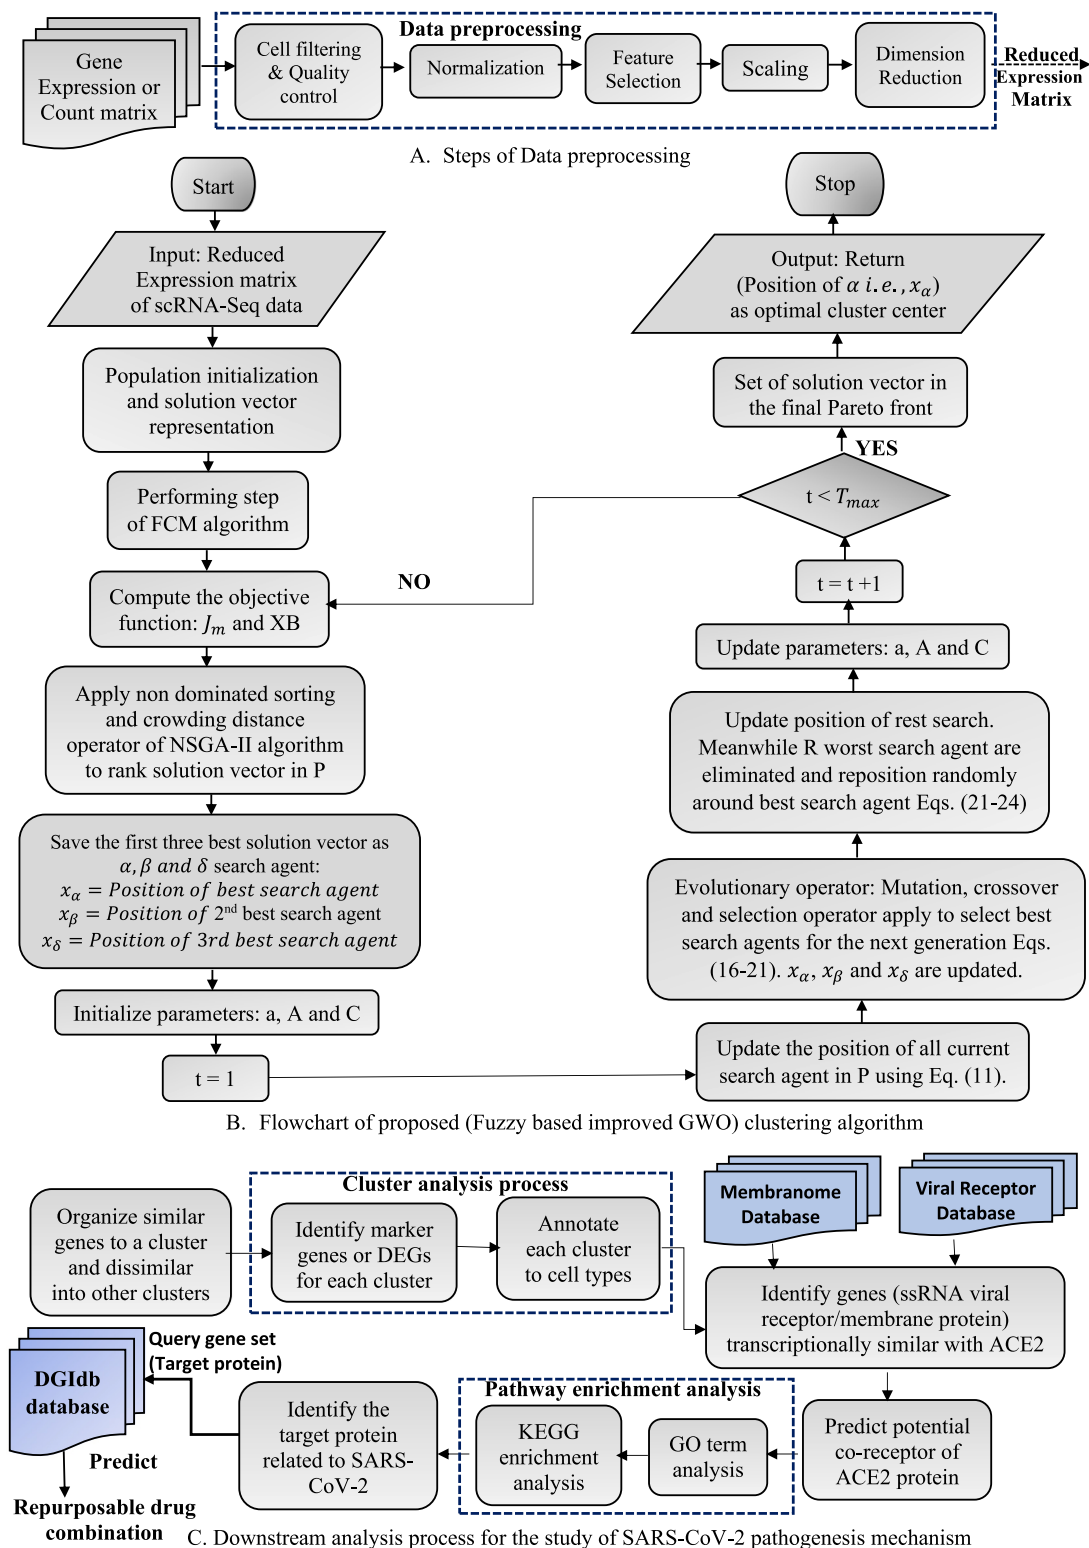 Data preprocessing
Gene
Expression or
Count matrix
Cell filtering
& Quality
control
Normalization
Feature
Selection
Scaling
Dimension
Reduction
Reduced
Expression
Matrix
A. Steps of Data preprocessing
Start
Input: Reduced
Expression matrix
of scRNA-Seq data
Population initialization
and solution vector
representation
Performing step
of FCM algorithm
Compute the objective
function: J_m and XB
Apply non dominated sorting
and crowding distance
operator of NSGA-II algorithm
to rank solution vector in P
Save the first three best solution vector as
α, β and δ search agent:
x_α = Position of best search agent
x_β = Position of 2nd best search agent
x_δ = Position of 3rd best search agent
Initialize parameters: a, A and C
t = 1
Stop
Output: Return
(Position of α i.e., x_α)
as optimal cluster center
Set of solution vector in
the final Pareto front
YES
t < T_max
NO
t = t +1
Update parameters: a, A and C
Update position of rest search.
Meanwhile R worst search agent are
eliminated and reposition randomly
around best search agent Eqs. (21-24)
Evolutionary operator: Mutation, crossover
and selection operator apply to select best
search agents for the next generation Eqs.
(16-21). x_α, x_β and x_δ are updated.
Update the position of all current
search agent in P using Eq. (11).
B. Flowchart of proposed (Fuzzy based improved GWO) clustering algorithm
Organize similar
genes to a cluster
and dissimilar
into other clusters
Cluster analysis process
Identify marker
genes or DEGs
for each cluster
Annotate
each cluster
to cell types
Membranome
Database
Viral Receptor
Database
Identify genes (ssRNA viral
receptor/membrane protein)
transcriptionally similar with ACE2
Predict potential
co-receptor of
ACE2 protein
Pathway enrichment analysis
GO term
analysis
KEGG
enrichment
analysis
Identify the
target protein
related to SARS-
CoV-2
Query gene set
(Target protein)
DGIdb
database
Predict
Repurposable drug
combination
C. Downstream analysis process for the study of SARS-CoV-2 pathogenesis mechanism